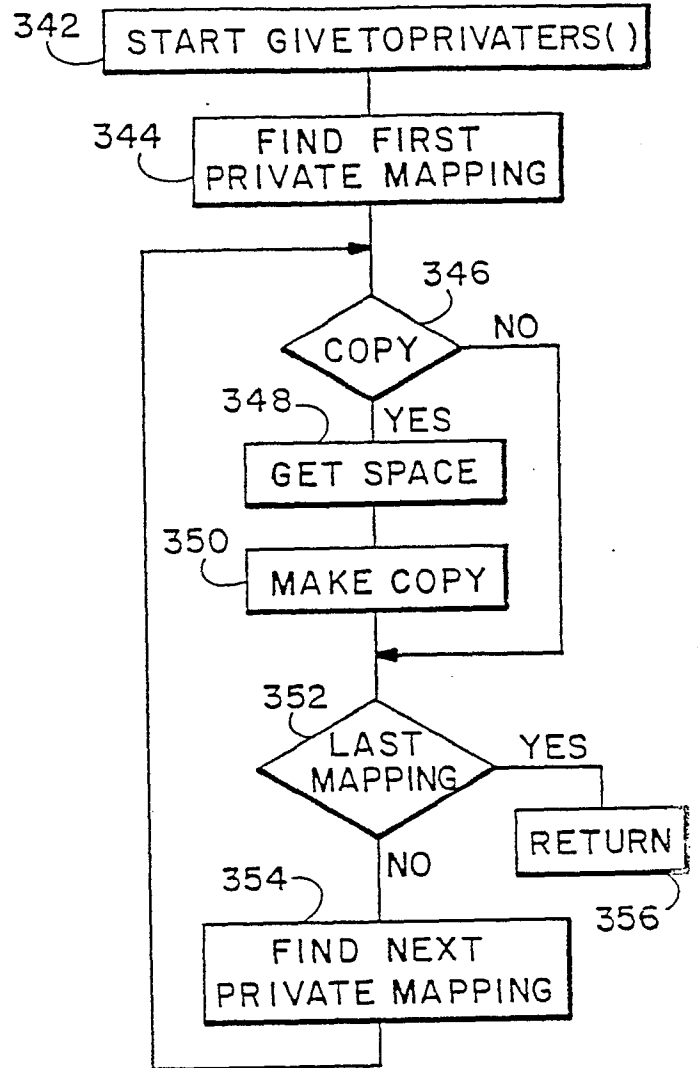 342
START GIVETOPRIVATERS( )
344
FIND FIRST
PRIVATE MAPPING
346
COPY
NO
348
YES
GET SPACE
350
MAKE COPY
352
LAST
MAPPING
YES
RETURN
356
NO
354
FIND NEXT
PRIVATE MAPPING